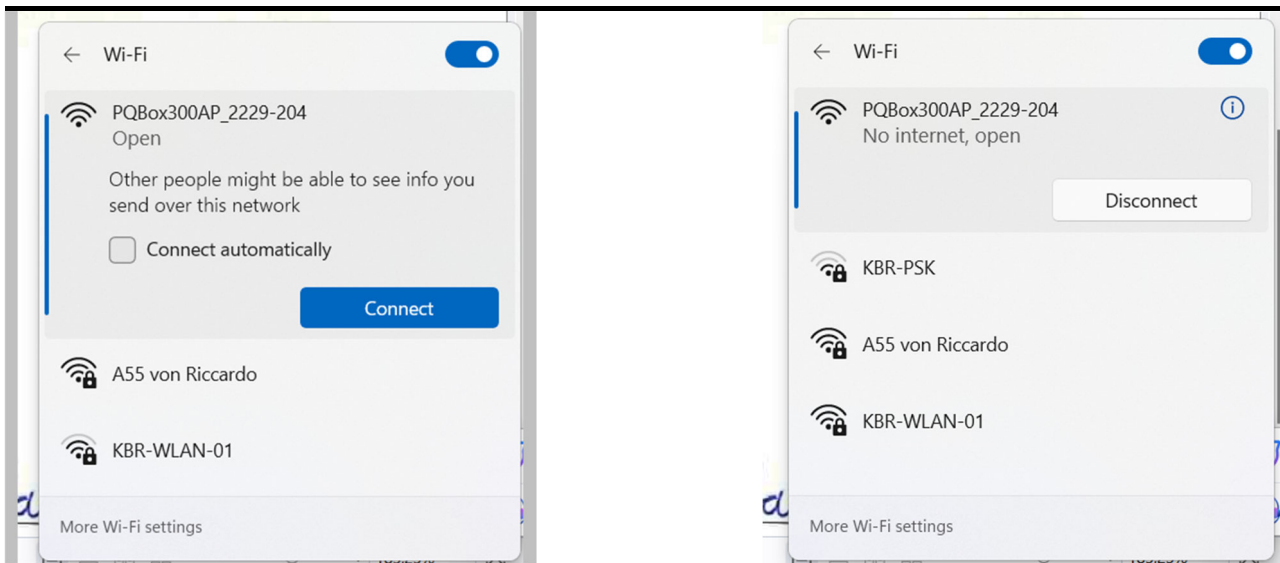 Wi-Fi
PQBox300AP_2229-204
Open
Other people might be able to see info you
send over this network
Connect automatically
Connect
A55 von Riccardo
KBR-WLAN-01
More Wi-Fi settings
Wi-Fi
PQBox300AP_2229-204
No internet, open
Disconnect
KBR-PSK
A55 von Riccardo
KBR-WLAN-01
More Wi-Fi settings